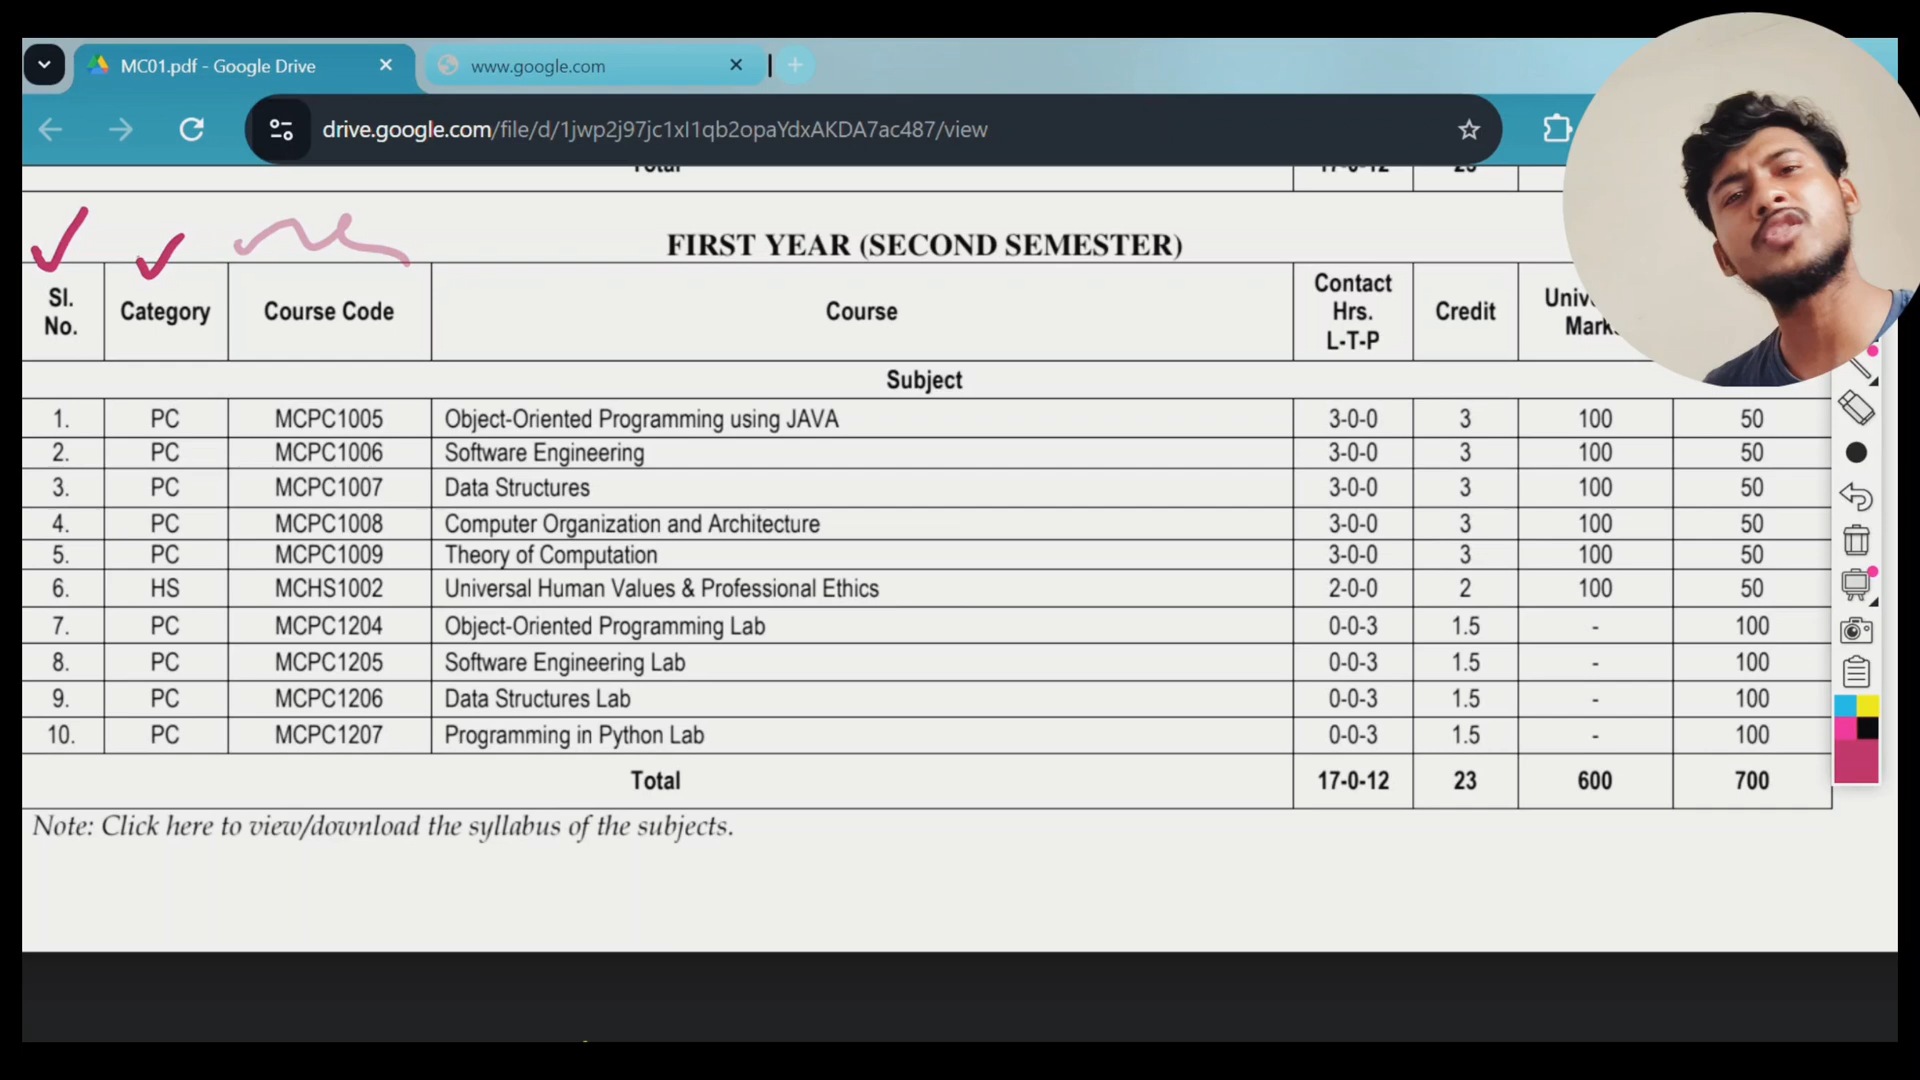 MC01.pdf - Google Drive
www.google.com
drive.google.com/file/d/1jwp2j97jc1xI1qb2opaYdxAKDA7ac487/view
Total 17-0-12 23
FIRST YEAR (SECOND SEMESTER)
Sl. No. Category Course Code Course Contact Hrs. L-T-P Credit
Subject
1. PC MCPC1005 Object-Oriented Programming using JAVA 3-0-0 3 100 50
2. PC MCPC1006 Software Engineering 3-0-0 3 100 50
3. PC MCPC1007 Data Structures 3-0-0 3 100 50
4. PC MCPC1008 Computer Organization and Architecture 3-0-0 3 100 50
5. PC MCPC1009 Theory of Computation 3-0-0 3 100 50
6. HS MCHS1002 Universal Human Values & Professional Ethics 2-0-0 2 100 50
7. PC MCPC1204 Object-Oriented Programming Lab 0-0-3 1.5 - 100
8. PC MCPC1205 Software Engineering Lab 0-0-3 1.5 - 100
9. PC MCPC1206 Data Structures Lab 0-0-3 1.5 - 100
10. PC MCPC1207 Programming in Python Lab 0-0-3 1.5 - 100
Total 17-0-12 23 600 700
Note: Click here to view/download the syllabus of the subjects.